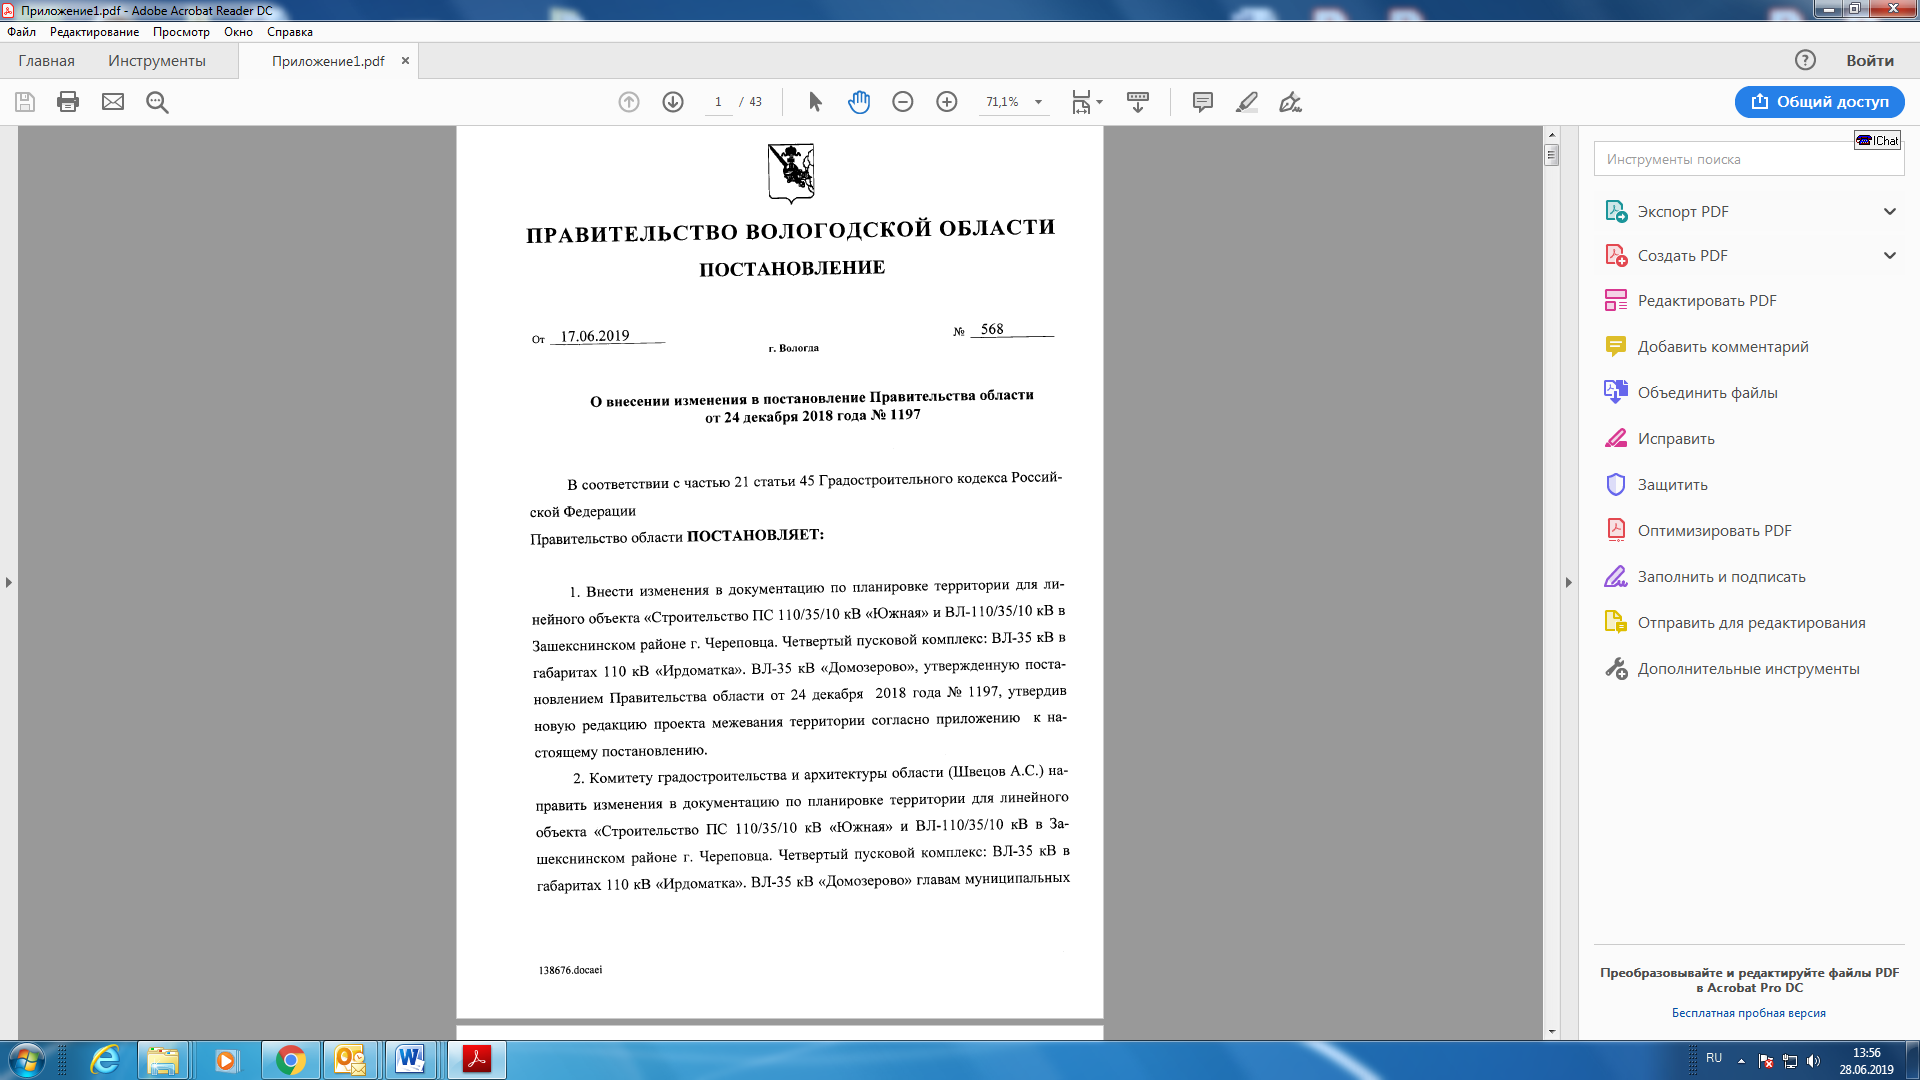 Приложение1.pdf - Adobe Acrobat Reader DC
Файл Редактирование Просмотр Окно Справка
Главная Инструменты Приложение1.pdf × Войти
1 / 43 71,1% Общий доступ
IChat
Инструменты поиска
Экспорт PDF
Создать PDF
Редактировать PDF
Добавить комментарий
Объединить файлы
Исправить
Защитить
Оптимизировать PDF
Заполнить и подписать
Отправить для редактирования
Дополнительные инструменты
Преобразовывайте и редактируйте файлы PDF
в Acrobat Pro DC
Бесплатная пробная версия
ПРАВИТЕЛЬСТВО ВОЛОГОДСКОЙ ОБЛАСТИ
ПОСТАНОВЛЕНИЕ
От 17.06.2019 № 568
г. Вологда
О внесении изменения в постановление Правительства области
от 24 декабря 2018 года № 1197
В соответствии с частью 21 статьи 45 Градостроительного кодекса Россий-
ской Федерации
Правительство области ПОСТАНОВЛЯЕТ:
1. Внести изменения в документацию по планировке территории для ли-
нейного объекта «Строительство ПС 110/35/10 кВ «Южная» и ВЛ-110/35/10 кВ в
Зашекснинском районе г. Череповца. Четвертый пусковой комплекс: ВЛ-35 кВ в
габаритах 110 кВ «Ирдоматка». ВЛ-35 кВ «Домозерово», утвержденную поста-
новлением Правительства области от 24 декабря 2018 года № 1197, утвердив
новую редакцию проекта межевания территории согласно приложению к на-
стоящему постановлению.
2. Комитету градостроительства и архитектуры области (Швецов А.С.) на-
править изменения в документацию по планировке территории для линейного
объекта «Строительство ПС 110/35/10 кВ «Южная» и ВЛ-110/35/10 кВ в За-
шекснинском районе г. Череповца. Четвертый пусковой комплекс: ВЛ-35 кВ в
габаритах 110 кВ «Ирдоматка». ВЛ-35 кВ «Домозерово» главам муниципальных
138676.docaei
RU
13:56
28.06.2019